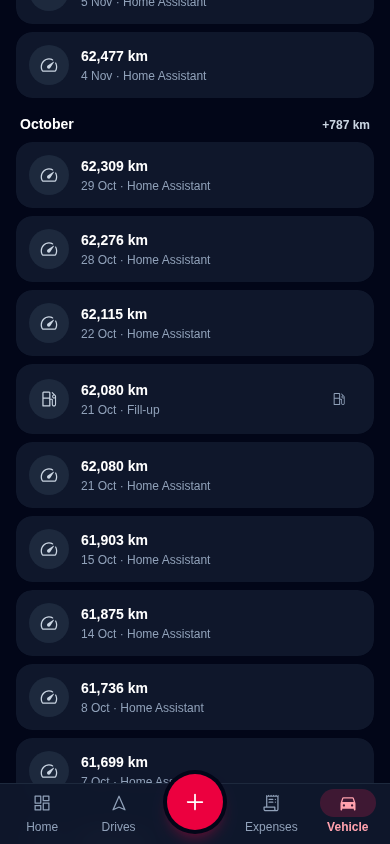 5 Nov · Home Assistant
62,477 km
4 Nov · Home Assistant
October
+787 km
62,309 km
29 Oct · Home Assistant
62,276 km
28 Oct · Home Assistant
62,115 km
22 Oct · Home Assistant
62,080 km
21 Oct · Fill-up
62,080 km
21 Oct · Home Assistant
61,903 km
15 Oct · Home Assistant
61,875 km
14 Oct · Home Assistant
61,736 km
8 Oct · Home Assistant
61,699 km
7 Oct · Home
Home
Drives
Expenses
Vehicle